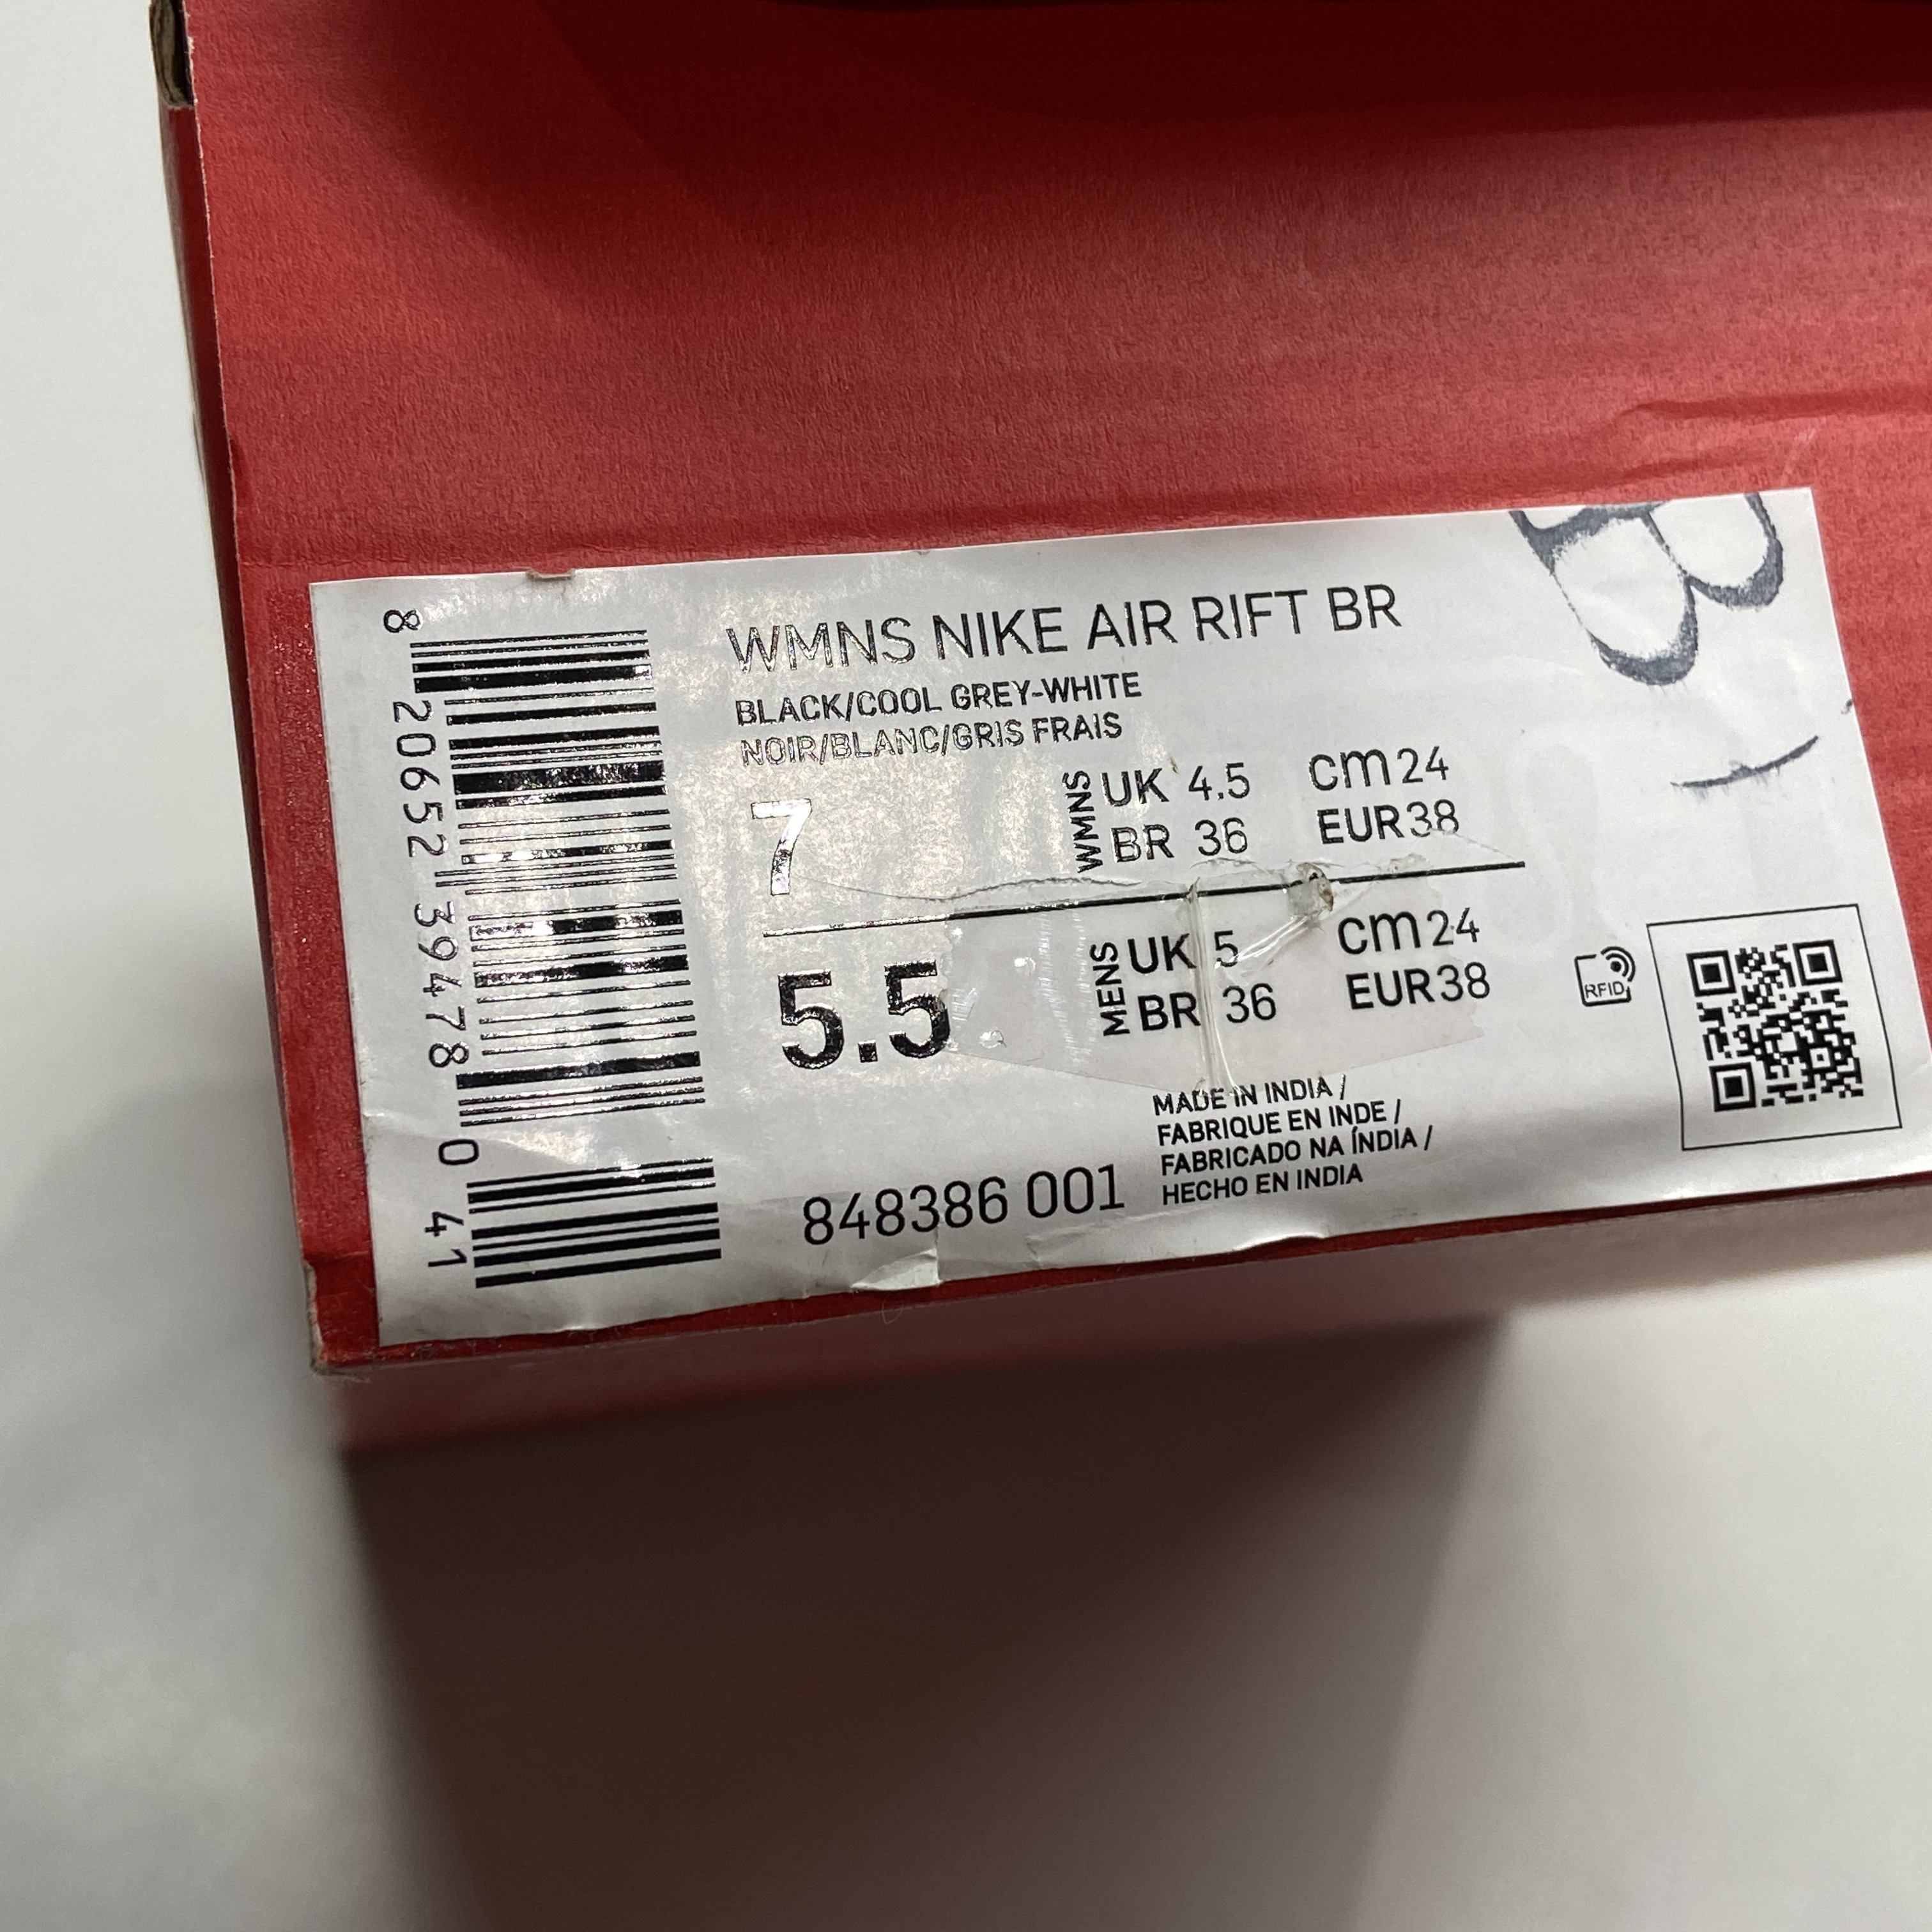 WMNS NIKE AIR RIFT BR
BLACK/COOL GREY-WHITE
NOIR/BLANC/GRIS FRAIS
7
WMNS
UK 4.5 cm 24
BR 36 EUR 38
5.5
MENS
UK 5 cm 24
BR 36 EUR 38
RFID
MADE IN INDIA /
FABRIQUE EN INDE /
FABRICADO NA ÍNDIA /
HECHO EN INDIA
848386 001
8 20652 39478 0 41